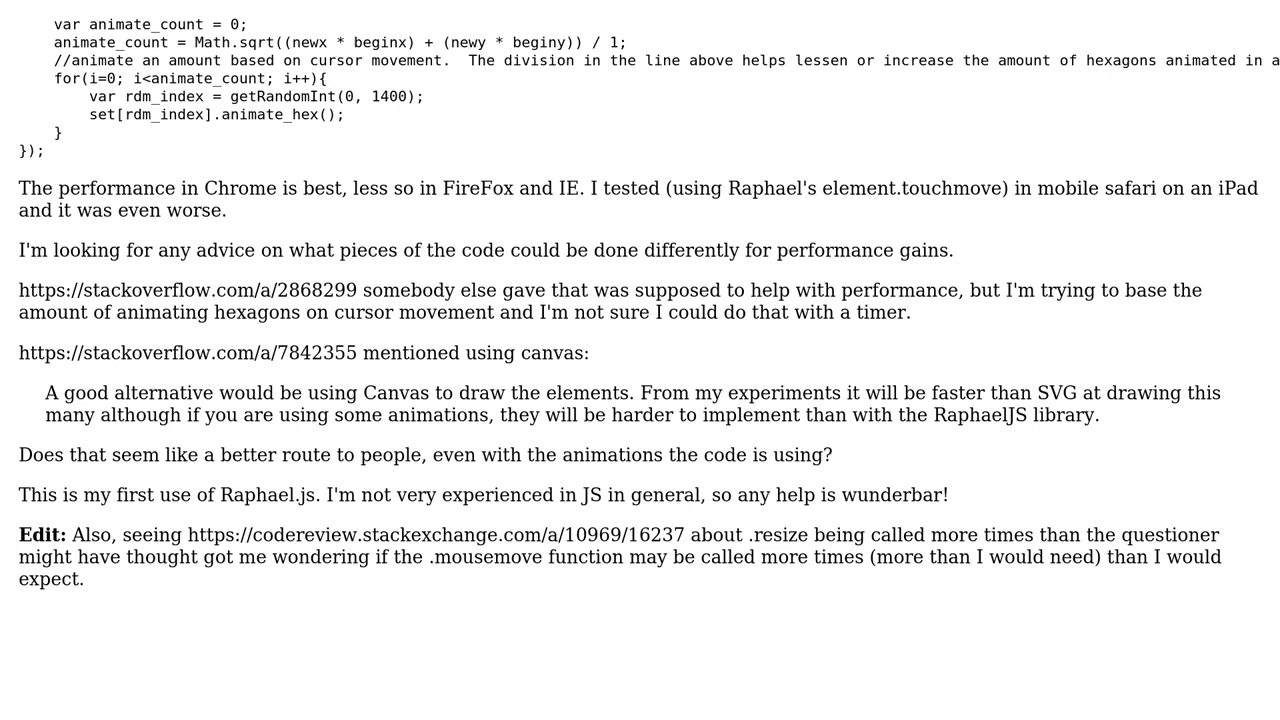 var animate_count = 0;
animate_count = Math.sqrt((newx * beginx) + (newy * beginy)) / 1;
//animate an amount based on cursor movement.  The division in the line above helps lessen or increase the amount of hexagons animated in a
for(i=0; i<animate_count; i++){
var rdm_index = getRandomInt(0, 1400);
set[rdm_index].animate_hex();
}
});
The performance in Chrome is best, less so in FireFox and IE. I tested (using Raphael's element.touchmove) in mobile safari on an iPad
and it was even worse.
I'm looking for any advice on what pieces of the code could be done differently for performance gains.
https://stackoverflow.com/a/2868299 somebody else gave that was supposed to help with performance, but I'm trying to base the
amount of animating hexagons on cursor movement and I'm not sure I could do that with a timer.
https://stackoverflow.com/a/7842355 mentioned using canvas:
A good alternative would be using Canvas to draw the elements. From my experiments it will be faster than SVG at drawing this
many although if you are using some animations, they will be harder to implement than with the RaphaelJS library.
Does that seem like a better route to people, even with the animations the code is using?
This is my first use of Raphael.js. I'm not very experienced in JS in general, so any help is wunderbar!
Edit: Also, seeing https://codereview.stackexchange.com/a/10969/16237 about .resize being called more times than the questioner
might have thought got me wondering if the .mousemove function may be called more times (more than I would need) than I would
expect.